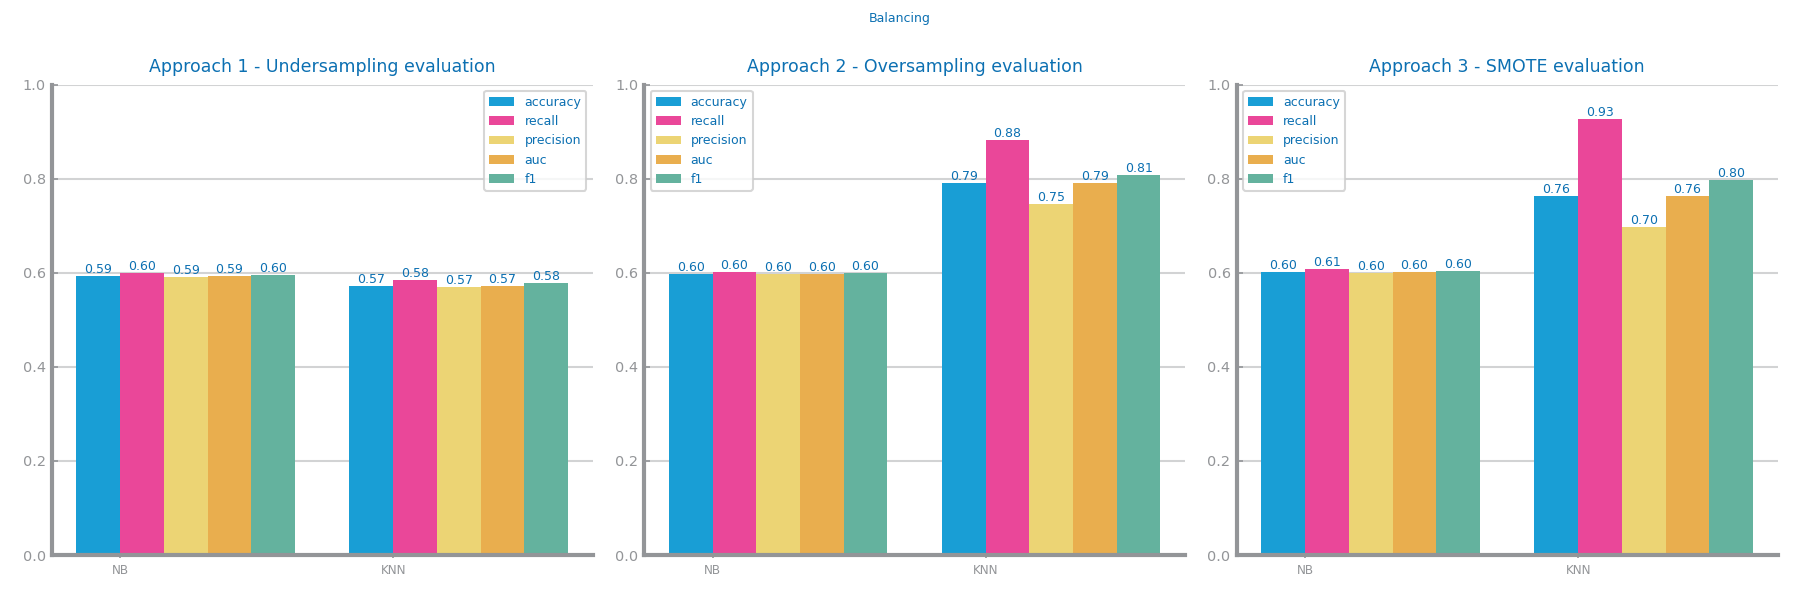 Balancing
Approach 1 - Undersampling evaluation
1.0
0.8
0.6
0.4
0.2
0.0
accuracy
recall
precision
auc
f1
0.59 0.60 0.59 0.59 0.60
0.57 0.58 0.57 0.57 0.58
NB KNN
Approach 2 - Oversampling evaluation
1.0
0.8
0.6
0.4
0.2
0.0
accuracy
recall
precision
auc
f1
0.60 0.60 0.60 0.60 0.60
0.79 0.88 0.75 0.79 0.81
NB KNN
Approach 3 - SMOTE evaluation
1.0
0.8
0.6
0.4
0.2
0.0
accuracy
recall
precision
auc
f1
0.60 0.61 0.60 0.60 0.60
0.76 0.93 0.70 0.76 0.80
NB KNN